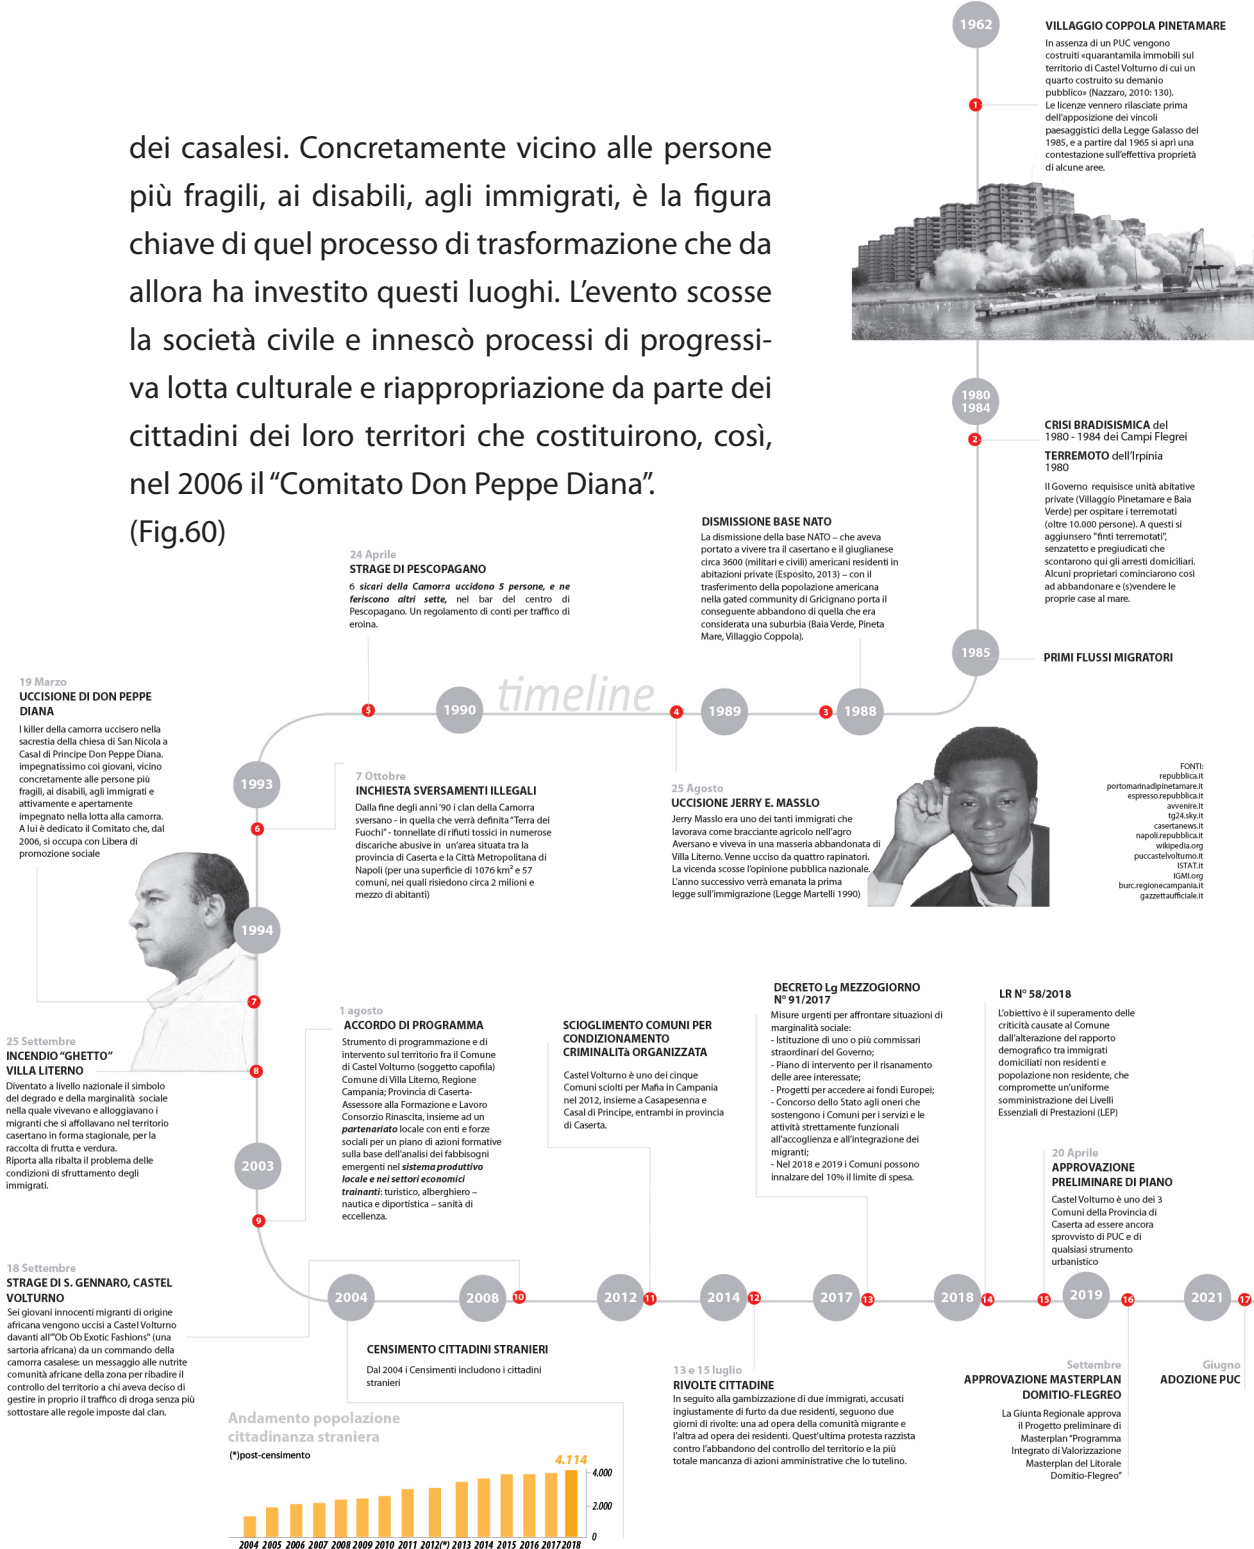 dei casalesi. Concretamente vicino alle persone
più fragili, ai disabili, agli immigrati, è la figura
chiave di quel processo di trasformazione che da
allora ha investito questi luoghi. L'evento scosse
la società civile e innescò processi di progressi-
va lotta culturale e riappropriazione da parte dei
cittadini dei loro territori che costituirono, così,
nel 2006 il "Comitato Don Peppe Diana".
(Fig.60)
1962
VILLAGGIO COPPOLA PINETAMARE
In assenza di un PUC vengono
costruiti «quarantamila immobili sul
territorio di Castel Volturno di cui un
quarto costruito su demanio
pubblico» (Nazzaro, 2010: 130).
1
Le licenze vennero rilasciate prima
dell'apposizione dei vincoli
paesaggistici della Legge Galasso del
1985, e a partire dal 1965 si aprì una
contestazione sull'effettiva proprietà
di alcune aree.
1980
1984
2
CRISI BRADISISMICA del
1980 - 1984 dei Campi Flegrei
TERREMOTO dell'Irpinia
1980
Il Governo requisisce unità abitative
private (Villaggio Pinetamare e Baia
Verde) per ospitare i terremotati
(oltre 10.000 persone). A questi si
aggiunsero "finti terremotati",
senzatetto e pregiudicati che
scontarono qui gli arresti domiciliari.
Alcuni proprietari cominciarono così
ad abbandonare e (s)vendere le
proprie case al mare.
1985
PRIMI FLUSSI MIGRATORI
DISMISSIONE BASE NATO
La dismissione della base NATO – che aveva
portato a vivere tra il casertano e il giuglianese
circa 3600 (militari e civili) americani residenti in
abitazioni private (Esposito, 2013) – con il
trasferimento della popolazione americana
nella gated community di Gricignano porta il
conseguente abbandono di quella che era
considerata una suburbia (Baia Verde, Pineta
Mare, Villaggio Coppola).
1988
3
1989
4
timeline
1990
5
24 Aprile
STRAGE DI PESCOPAGANO
6 sicari della Camorra uccidono 5 persone, e ne
feriscono altri sette, nel bar del centro di
Pescopagano. Un regolamento di conti per traffico di
eroina.
25 Agosto
UCCISIONE JERRY E. MASSLO
Jerry Masslo era uno dei tanti immigrati che
lavorava come bracciante agricolo nell'agro
Aversano e viveva in una masseria abbandonata di
Villa Literno. Venne ucciso da quattro rapinatori.
La vicenda scosse l'opinione pubblica nazionale.
L'anno successivo verrà emanata la prima
legge sull'immigrazione (Legge Martelli 1990)
FONTI:
repubblica.it
portomarinadipinetamare.it
espresso.repubblica.it
avvenire.it
tg24.sky.it
casertanews.it
napoli.repubblica.it
wikipedia.org
puccastelvolturno.it
ISTAT.it
IGMI.org
burc.regionecampania.it
gazzettaufficiale.it
1993
6
7 Ottobre
INCHIESTA SVERSAMENTI ILLEGALI
Dalla fine degli anni '90 i clan della Camorra
sversano - in quella che verrà definita "Terra dei
Fuochi" - tonnellate di rifiuti tossici in numerose
discariche abusive in un'area situata tra la
provincia di Caserta e la Città Metropolitana di
Napoli (per una superficie di 1076 km² e 57
comuni, nei quali risiedono circa 2 milioni e
mezzo di abitanti)
19 Marzo
UCCISIONE DI DON PEPPE
DIANA
I killer della camorra uccisero nella
sacrestia della chiesa di San Nicola a
Casal di Principe Don Peppe Diana.
impegnatissimo coi giovani, vicino
concretamente alle persone più
fragili, ai disabili, agli immigrati e
attivamente e apertamente
impegnato nella lotta alla camorra.
A lui è dedicato il Comitato che, dal
2006, si occupa con Libera di
promozione sociale
1994
7
25 Settembre
INCENDIO "GHETTO"
VILLA LITERNO
8
Diventato a livello nazionale il simbolo
del degrado e della marginalità sociale
nella quale vivevano e alloggiavano i
migranti che si affollavano nel territorio
casertano in forma stagionale, per la
raccolta di frutta e verdura.
Riporta alla ribalta il problema delle
condizioni di sfruttamento degli
immigrati.
2003
9
1 agosto
ACCORDO DI PROGRAMMA
Strumento di programmazione e di
intervento sul territorio fra il Comune
di Castel Volturno (soggetto capofila)
Comune di Villa Literno, Regione
Campania; Provincia di Caserta-
Assessore alla Formazione e Lavoro
Consorzio Rinascita, insieme ad un
partenariato locale con enti e forze
sociali per un piano di azioni formative
sulla base dell'analisi dei fabbisogni
emergenti nel sistema produttivo
locale e nei settori economici
trainanti: turistico, alberghiero –
nautica e diportistica – sanità di
eccellenza.
SCIOGLIMENTO COMUNI PER
CONDIZIONAMENTO
CRIMINALITà ORGANIZZATA
Castel Volturno è uno dei cinque
Comuni sciolti per Mafia in Campania
nel 2012, insieme a Casapesenna e
Casal di Principe, entrambi in provincia
di Caserta.
DECRETO Lg MEZZOGIORNO
N° 91/2017
Misure urgenti per affrontare situazioni di
marginalità sociale:
- Istituzione di uno o più commissari
straordinari del Governo;
- Piano di intervento per il risanamento
delle aree interessate;
- Progetti per accedere ai fondi Europei;
- Concorso dello Stato agli oneri che
sostengono i Comuni per i servizi e le
attività strettamente funzionali
all'accoglienza e all'integrazione dei
migranti;
- Nel 2018 e 2019 i Comuni possono
innalzare del 10% il limite di spesa.
LR N° 58/2018
L'obiettivo è il superamento delle
criticità causate al Comune
dall'alterazione del rapporto
demografico tra immigrati
domiciliati non residenti e
popolazione non residente, che
compromette un'uniforme
somministrazione dei Livelli
Essenziali di Prestazioni (LEP)
20 Aprile
APPROVAZIONE
PRELIMINARE DI PIANO
Castel Volturno è uno dei 3
Comuni della Provincia di
Caserta ad essere ancora
sprovvisto di PUC e di
qualsiasi strumento
urbanistico
18 Settembre
STRAGE DI S. GENNARO, CASTEL
VOLTURNO
Sei giovani innocenti migranti di origine
africana vengono uccisi a Castel Volturno
davanti all'"Ob Ob Exotic Fashions" (una
sartoria africana) da un commando della
camorra casalese: un messaggio alle nutrite
comunità africane della zona per ribadire il
controllo del territorio a chi aveva deciso di
gestire in proprio il traffico di droga senza più
sottostare alle regole imposte dal clan.
2004
2008
10
2012
11
2014
12
2017
13
2018
14
15
2019
16
2021
17
CENSIMENTO CITTADINI STRANIERI
Dal 2004 i Censimenti includono i cittadini
stranieri
13 e 15 luglio
RIVOLTE CITTADINE
In seguito alla gambizzazione di due immigrati, accusati
ingiustamente di furto da due residenti, seguono due
giorni di rivolte: una ad opera della comunità migrante e
l'altra ad opera dei residenti. Quest'ultima protesta razzista
contro l'abbandono del controllo del territorio e la più
totale mancanza di azioni amministrative che lo tutelino.
Settembre
APPROVAZIONE MASTERPLAN
DOMITIO-FLEGREO
La Giunta Regionale approva
il Progetto preliminare di
Masterplan "Programma
Integrato di Valorizzazione
Masterplan del Litorale
Domitio-Flegreo"
Giugno
ADOZIONE PUC
Andamento popolazione
cittadinanza straniera
(*)post-censimento
4.114
4.000
2.000
0
2004 2005 2006 2007 2008 2009 2010 2011 2012(*) 2013 2014 2015 2016 2017 2018